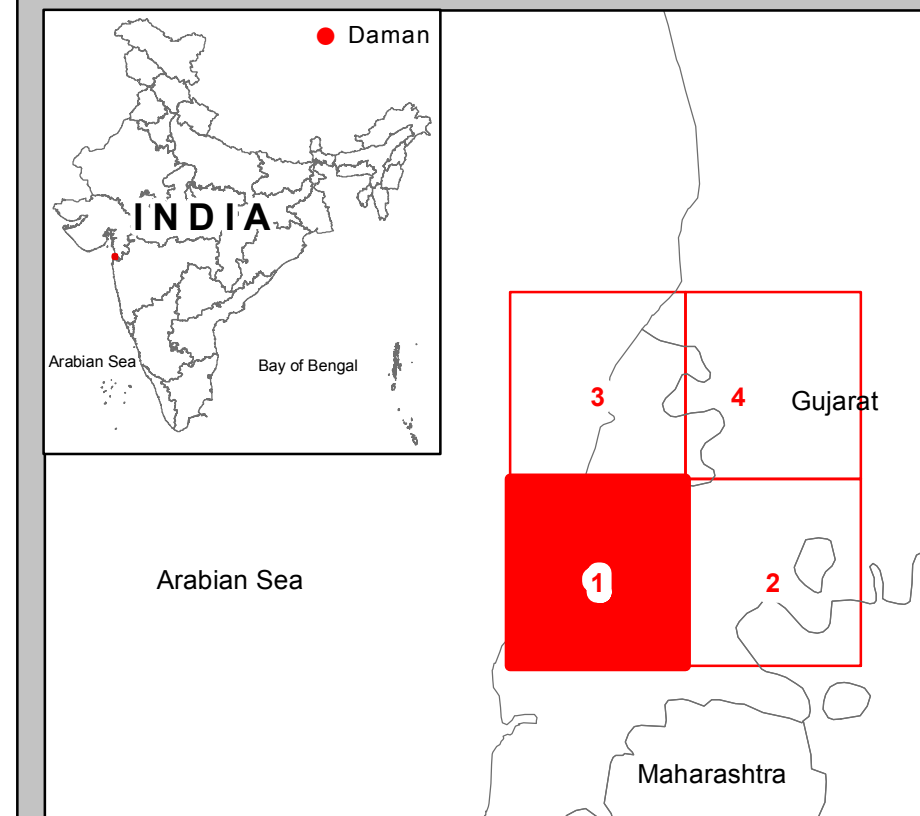 Daman
INDIA
Arabian Sea
Bay of Bengal
3
4
Gujarat
Arabian Sea
1
2
Maharashtra